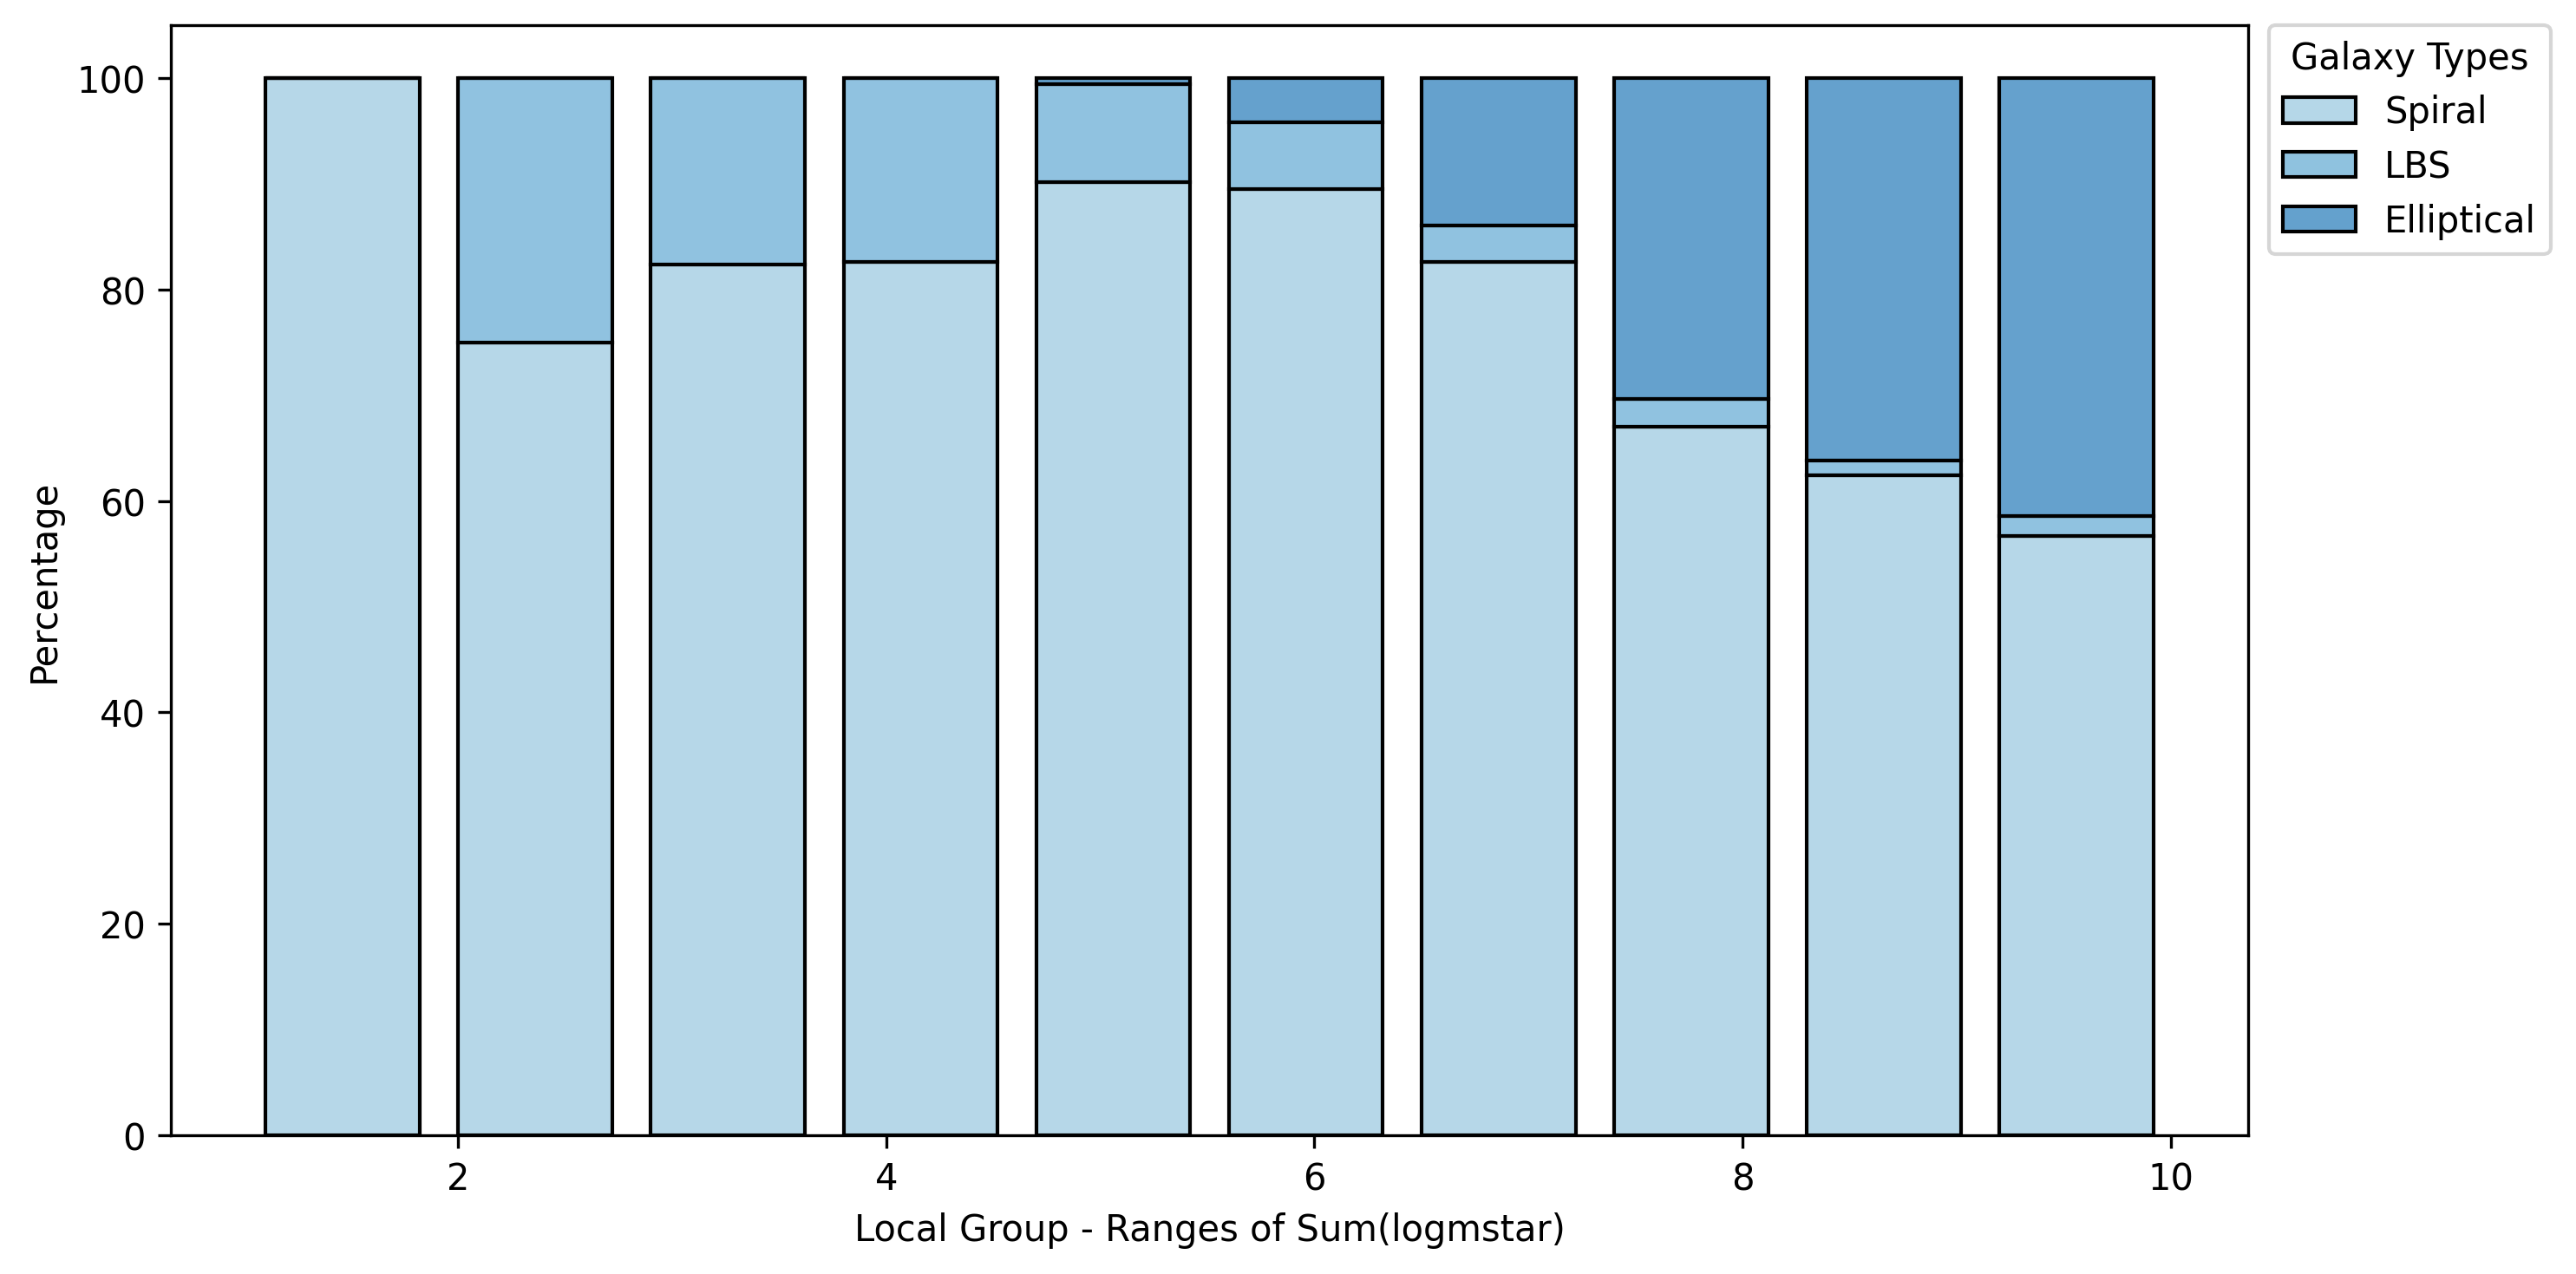 Galaxy Types
Spiral
LBS
Elliptical
100
80
60
40
20
0
Percentage
2 4 6 8 10
Local Group - Ranges of Sum(logmstar)